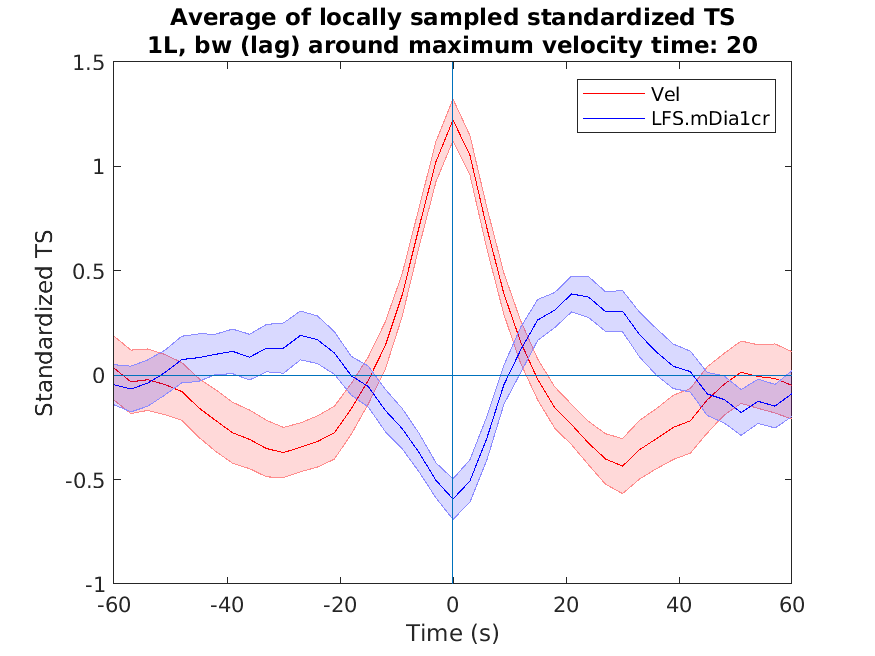 Average of locally sampled standardized TS
1L, bw (lag) around maximum velocity time: 20
1.5
Vel
LFS.mDia1cr
1
0.5
0
-0.5
-1
Standardized TS
-60
-40
-20
0
20
40
60
Time (s)